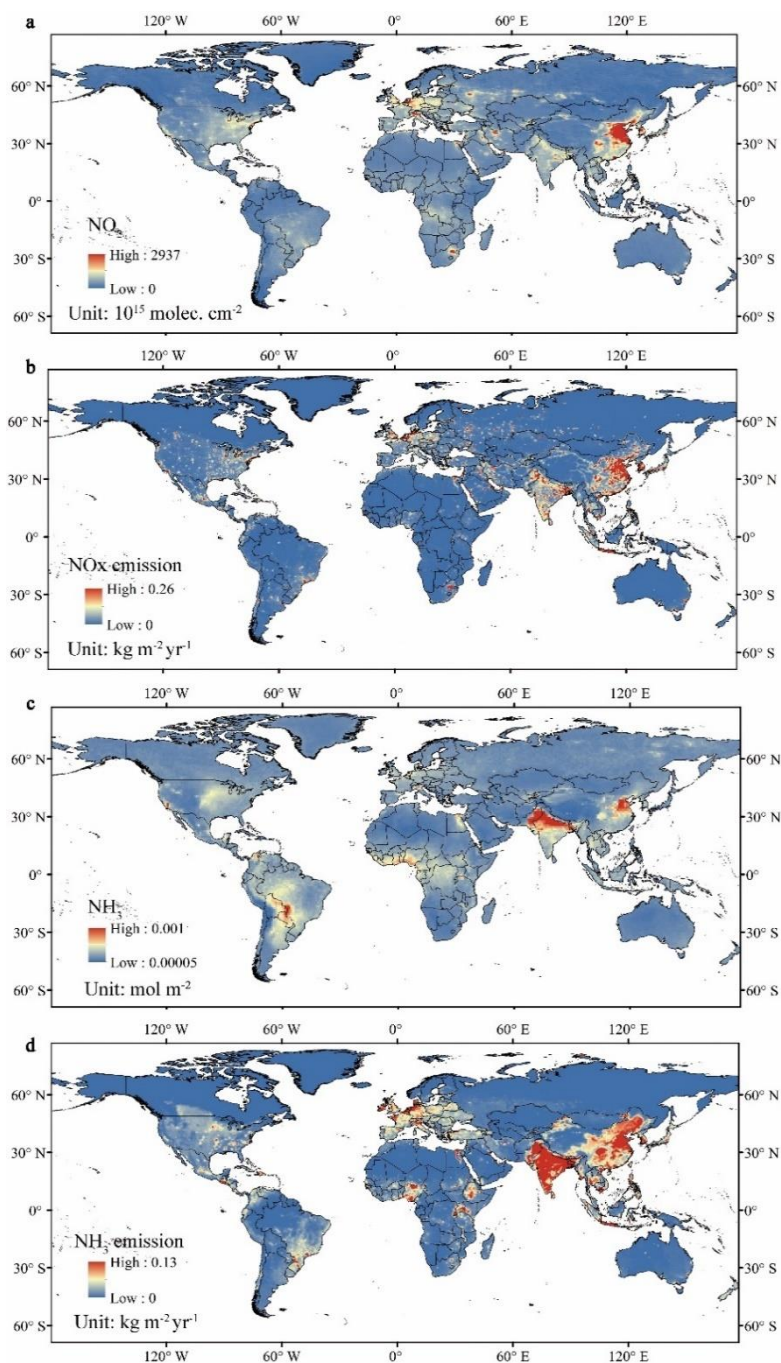 120° W 60° W 0° 60° E 120° E
a
60° N 60° N
30° N 30° N
0° 0°
NO
High : 2937
30° S 30° S
Low : 0
Unit: 10¹⁵ molec. cm⁻²
60° S 60° S
120° W 60° W 0° 60° E 120° E
b
60° N 60° N
30° N 30° N
0° 0°
NOx emission
High : 0.26
30° S 30° S
Low : 0
Unit: kg m⁻² yr⁻¹
60° S 60° S
120° W 60° W 0° 60° E 120° E
c
60° N 60° N
30° N 30° N
0° 0°
NH₃
High : 0.001
30° S 30° S
Low : 0.00005
Unit: mol m⁻²
60° S 60° S
120° W 60° W 0° 60° E 120° E
d
60° N 60° N
30° N 30° N
0° 0°
NH₃ emission
High : 0.13
30° S 30° S
Low : 0
Unit: kg m⁻² yr⁻¹
60° S 60° S
120° W 60° W 0° 60° E 120° E